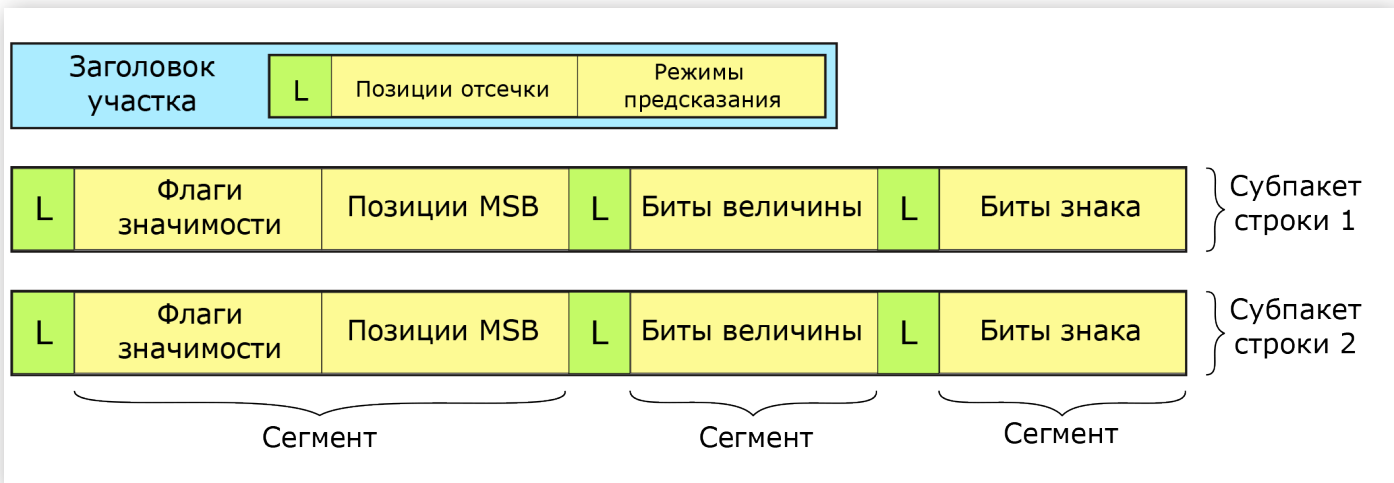 Заголовок
участка
L
Позиции отсечки
Режимы
предсказания
L
Флаги
значимости
Позиции MSB
L
Биты величины
L
Биты знака
Субпакет
строки 1
L
Флаги
значимости
Позиции MSB
L
Биты величины
L
Биты знака
Субпакет
строки 2
Сегмент
Сегмент
Сегмент